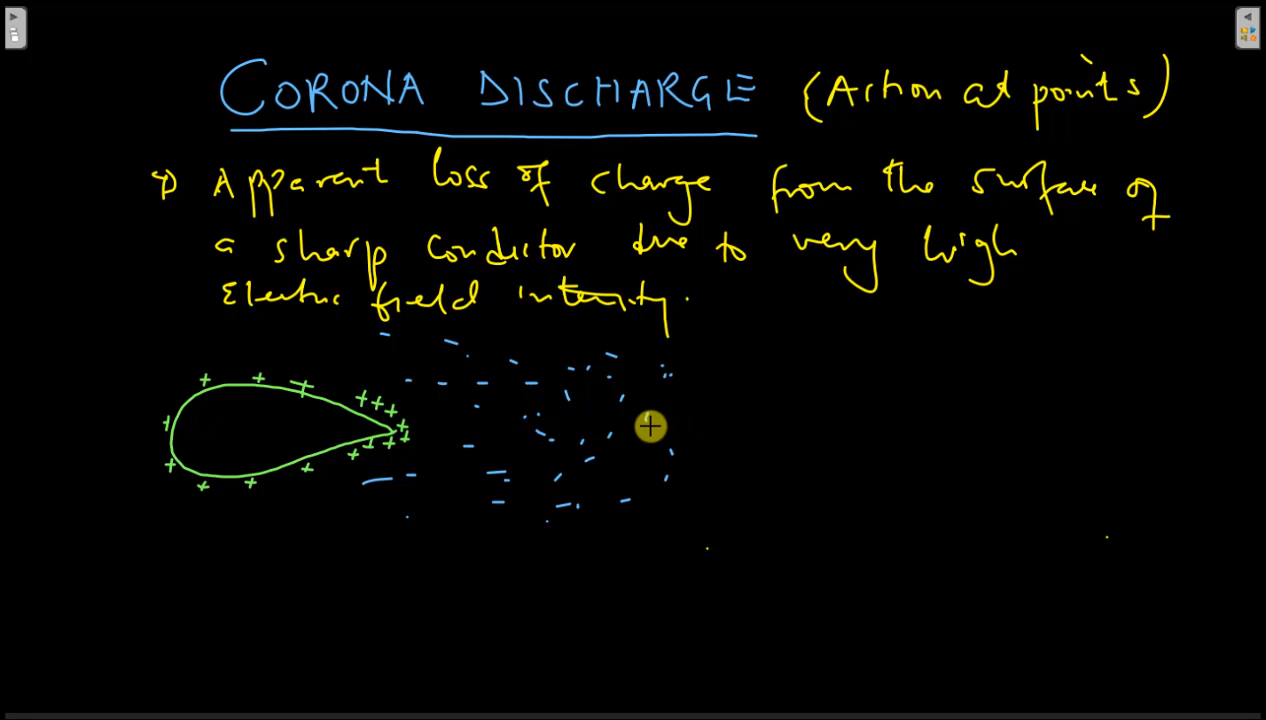 CORONA DISCHARGE (Action at points)
→ Apparent loss of charge from the surface of
a sharp conductor due to very high
Electric field intensity.